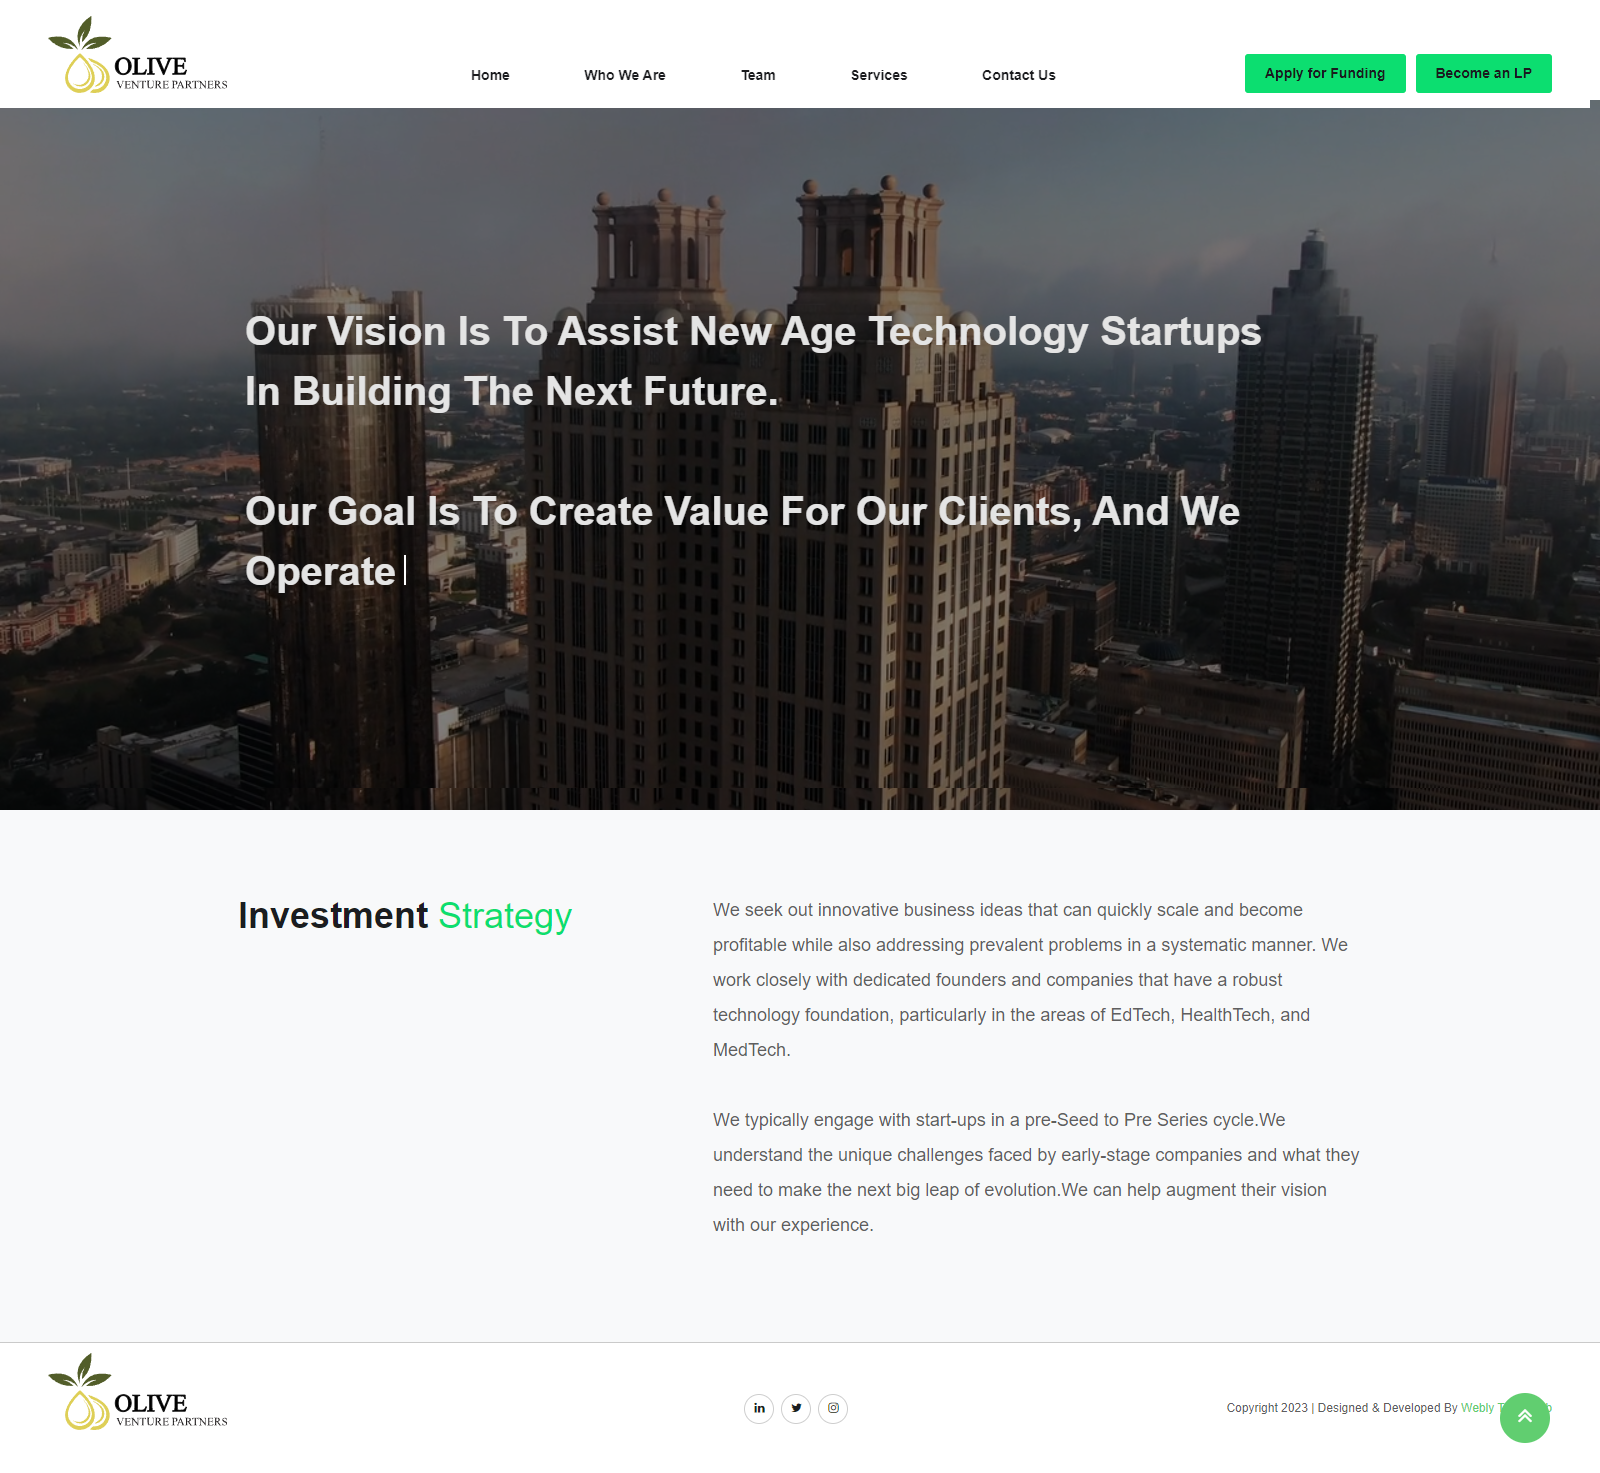 OLIVE
VENTURE PARTNERS
Home
Who We Are
Team
Services
Contact Us
Apply for Funding
Become an LP
Our Vision Is To Assist New Age Technology Startups
In Building The Next Future.
Our Goal Is To Create Value For Our Clients, And We
Operate
Investment Strategy
We seek out innovative business ideas that can quickly scale and become
profitable while also addressing prevalent problems in a systematic manner. We
work closely with dedicated founders and companies that have a robust
technology foundation, particularly in the areas of EdTech, HealthTech, and
MedTech.
We typically engage with start-ups in a pre-Seed to Pre Series cycle.We
understand the unique challenges faced by early-stage companies and what they
need to make the next big leap of evolution.We can help augment their vision
with our experience.
OLIVE
VENTURE PARTNERS
in
Copyright 2023 | Designed & Developed By Webly